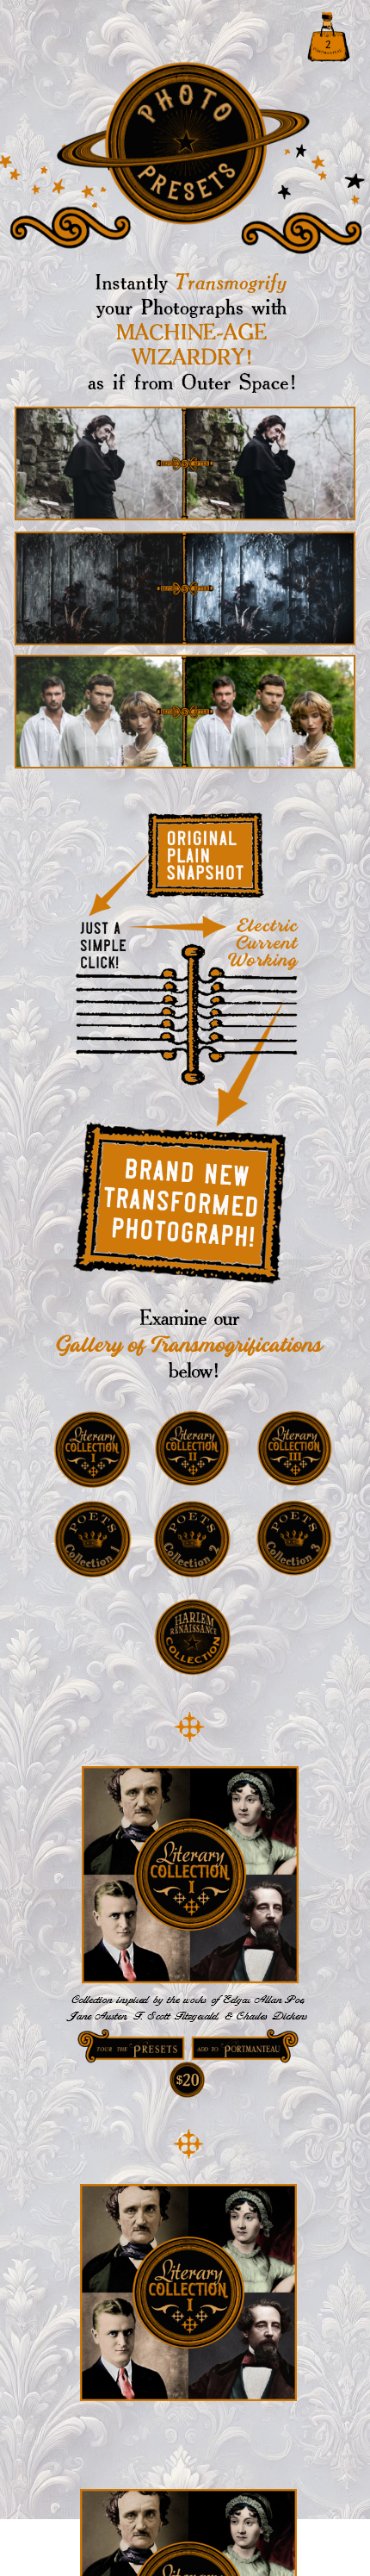 2
PORTMANTEAU
PHOTO
PRESETS
Instantly Transmogrify
your Photographs with
MACHINE-AGE
WIZARDRY!
as if from Outer Space!
ORIGINAL
PLAIN
SNAPSHOT
JUST A
SIMPLE
CLICK!
Electric
Current
Working
BRAND NEW
TRANSFORMED
PHOTOGRAPH!
Examine our
Gallery of Transmogrifications
below!
Literary
COLLECTION
I
Literary
COLLECTION
II
Literary
COLLECTION
III
POETS
Collection 1
POETS
Collection 2
POETS
Collection 3
HARLEM
RENAISSANCE
COLLECTION
Literary
COLLECTION
I
Collection inspired by the works of Edgar Allan Poe,
Jane Austen, F. Scott Fitzgerald, & Charles Dickens
TOUR THE PRESETS
ADD TO PORTMANTEAU
$20
Literary
COLLECTION
I
Literary